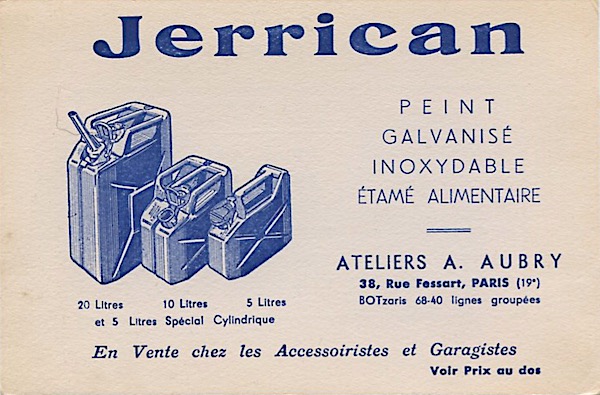 Jerrican
PEINT
GALVANISÉ
INOXYDABLE
ÉTAMÉ ALIMENTAIRE
ATELIERS A. AUBRY
38, Rue Fessart, PARIS (19e)
BOTzaris 68-40 lignes groupées
20 Litres 10 Litres 5 Litres
et 5 Litres Spécial Cylindrique
En Vente chez les Accessoiristes et Garagistes
Voir Prix au dos